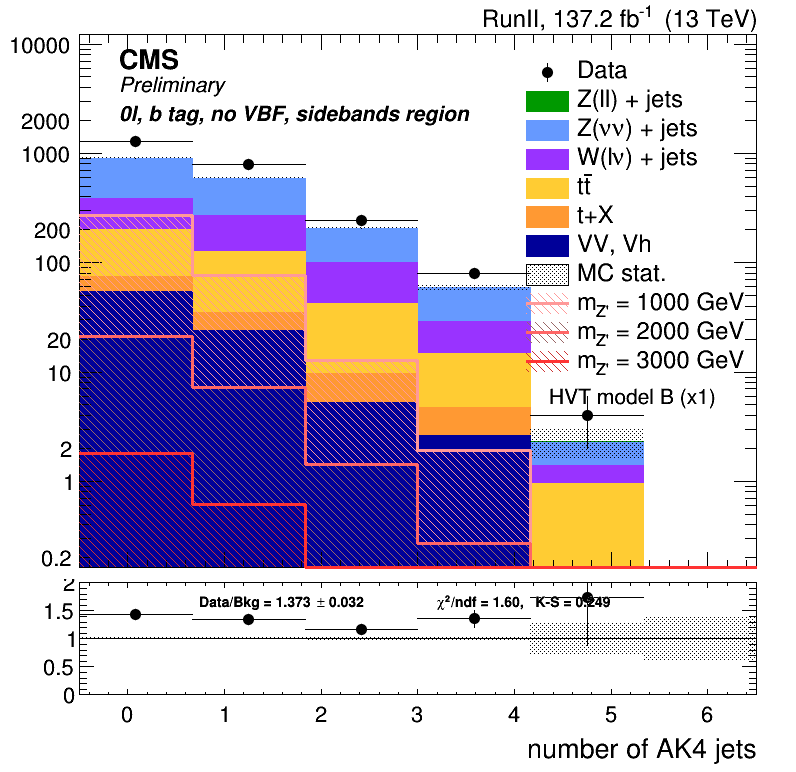 RunII, 137.2 fb⁻¹ (13 TeV)
CMS
Preliminary
0l, b tag, no VBF, sidebands region
Data
Z(ll) + jets
Z(νν) + jets
W(lν) + jets
tt̄
t+X
VV, Vh
MC stat.
m_Z' = 1000 GeV
m_Z' = 2000 GeV
m_Z' = 3000 GeV
HVT model B (x1)
10000
2000
1000
200
100
20
10
2
1
0.2
Data/Bkg = 1.373 ± 0.032
χ²/ndf = 1.60, K-S = 0.249
2
1.5
1
0.5
0
0 1 2 3 4 5 6
number of AK4 jets